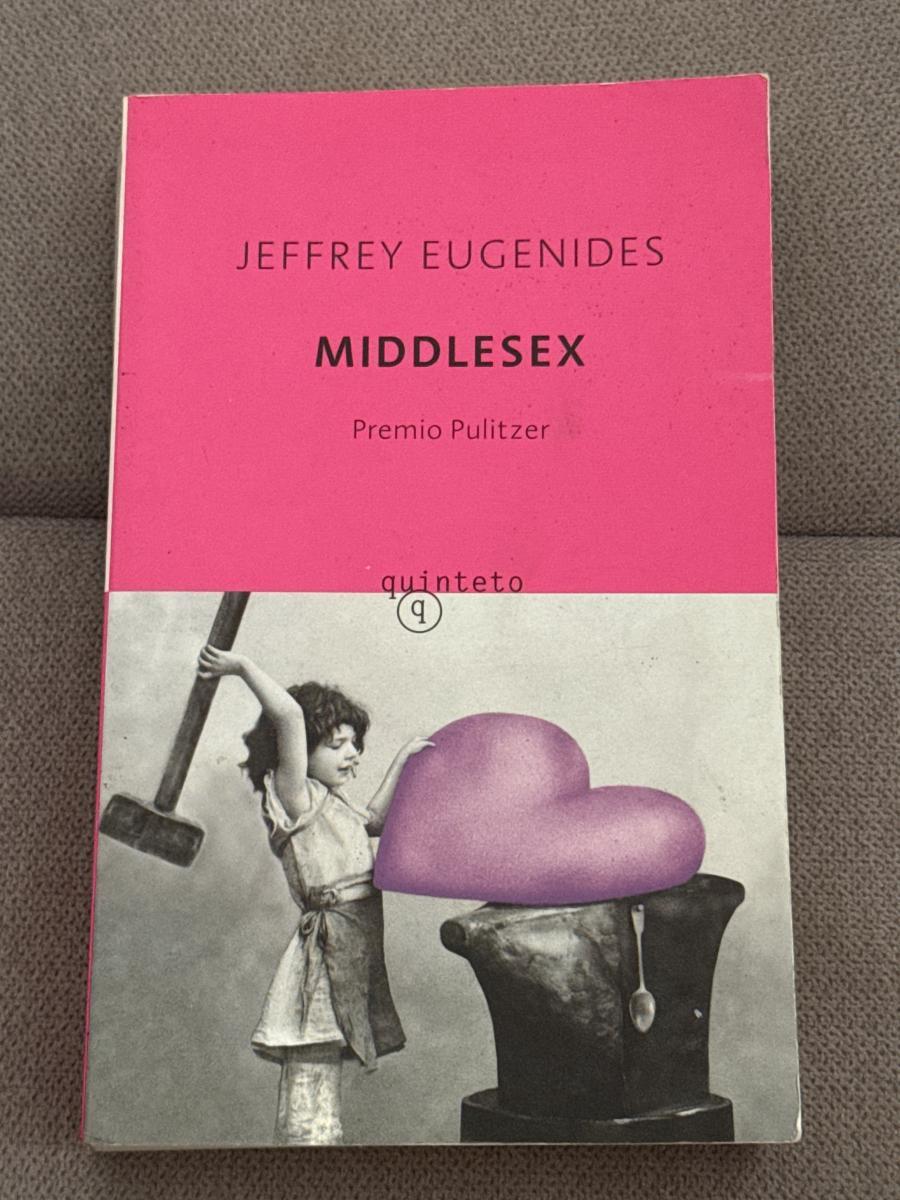 JEFFREY EUGENIDES
MIDDLESEX
Premio Pulitzer
quinteto
q